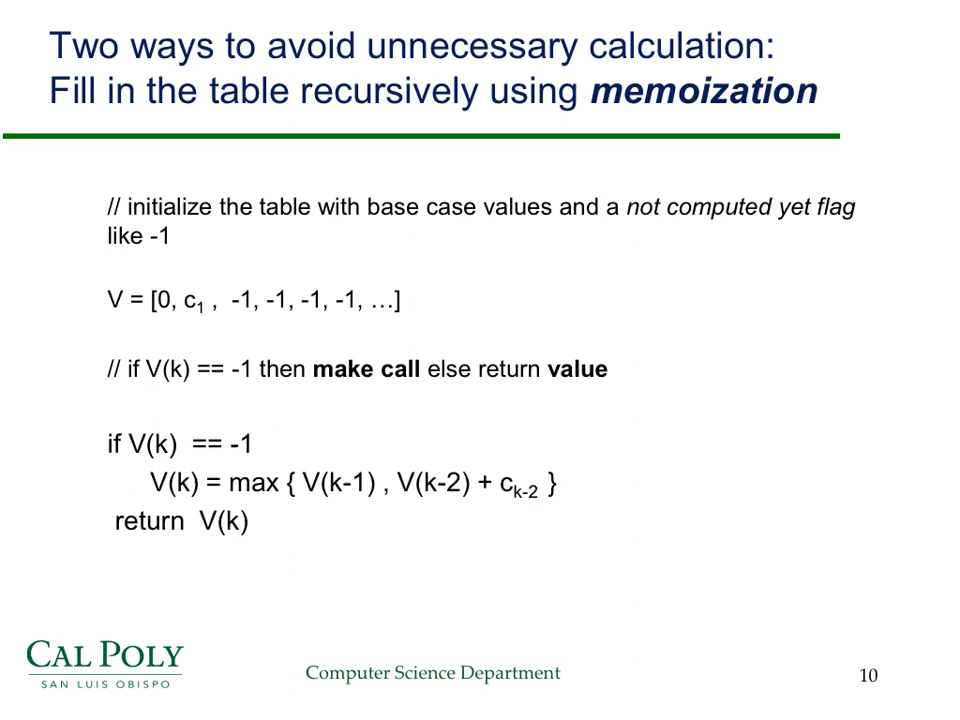 Two ways to avoid unnecessary calculation:
Fill in the table recursively using memoization
// initialize the table with base case values and a not computed yet flag
like -1
V = [0, c1 , -1, -1, -1, -1, …]
// if V(k) == -1 then make call else return value
if V(k) == -1
V(k) = max { V(k-1) , V(k-2) + ck-2 }
return V(k)
CAL POLY
SAN LUIS OBISPO
Computer Science Department
10